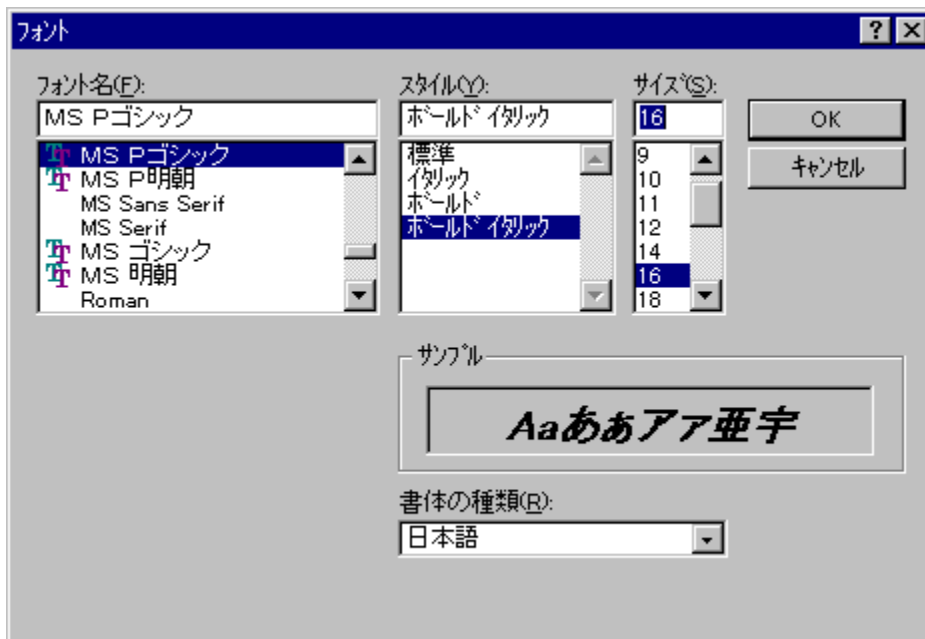 フォント
フォント名(F):
MS Pゴシック
MS Pゴシック
MS P明朝
MS Sans Serif
MS Serif
MS ゴシック
MS 明朝
Roman
スタイル(Y):
ボールド イタリック
標準
イタリック
ボールド
ボールド イタリック
サイズ(S):
16
9
10
11
12
14
16
18
OK
キャンセル
サンプル
Aaあぁアァ亜宇
書体の種類(R):
日本語